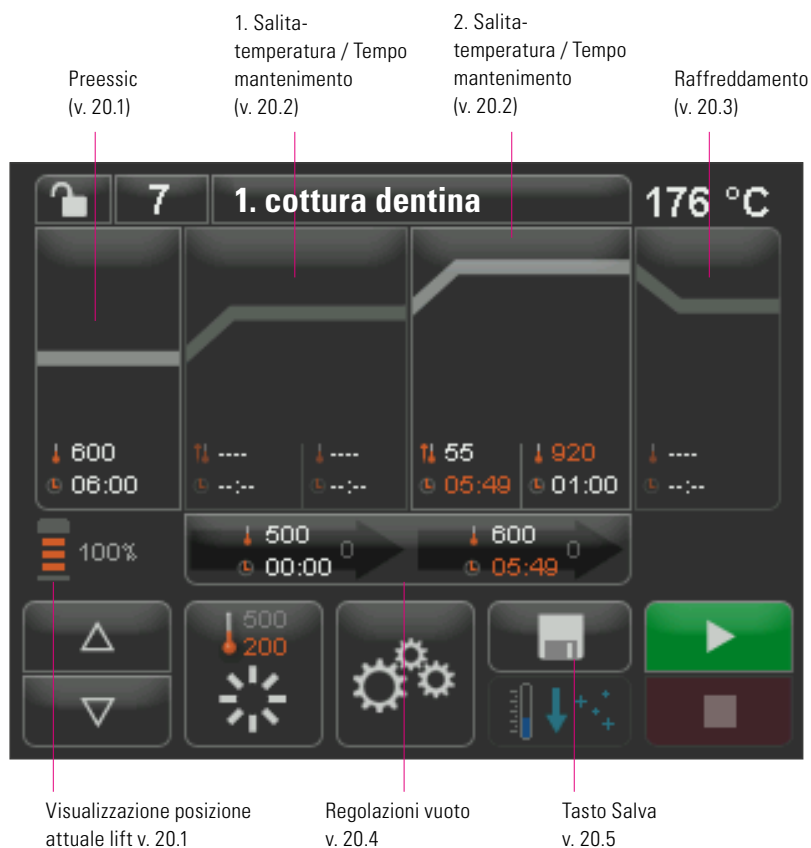 1. Salita-
temperatura / Tempo
mantenimento
(v. 20.2)
2. Salita-
temperatura / Tempo
mantenimento
(v. 20.2)
Preessic
(v. 20.1)
Raffreddamento
(v. 20.3)
7 1. cottura dentina 176 °C
600 ---- ---- 55 920 ----
06:00 --:-- --:-- 05:49 01:00 --:--
100%
500 0 600 0
00:00 05:49
500
200
Visualizzazione posizione
attuale lift v. 20.1
Regolazioni vuoto
v. 20.4
Tasto Salva
v. 20.5